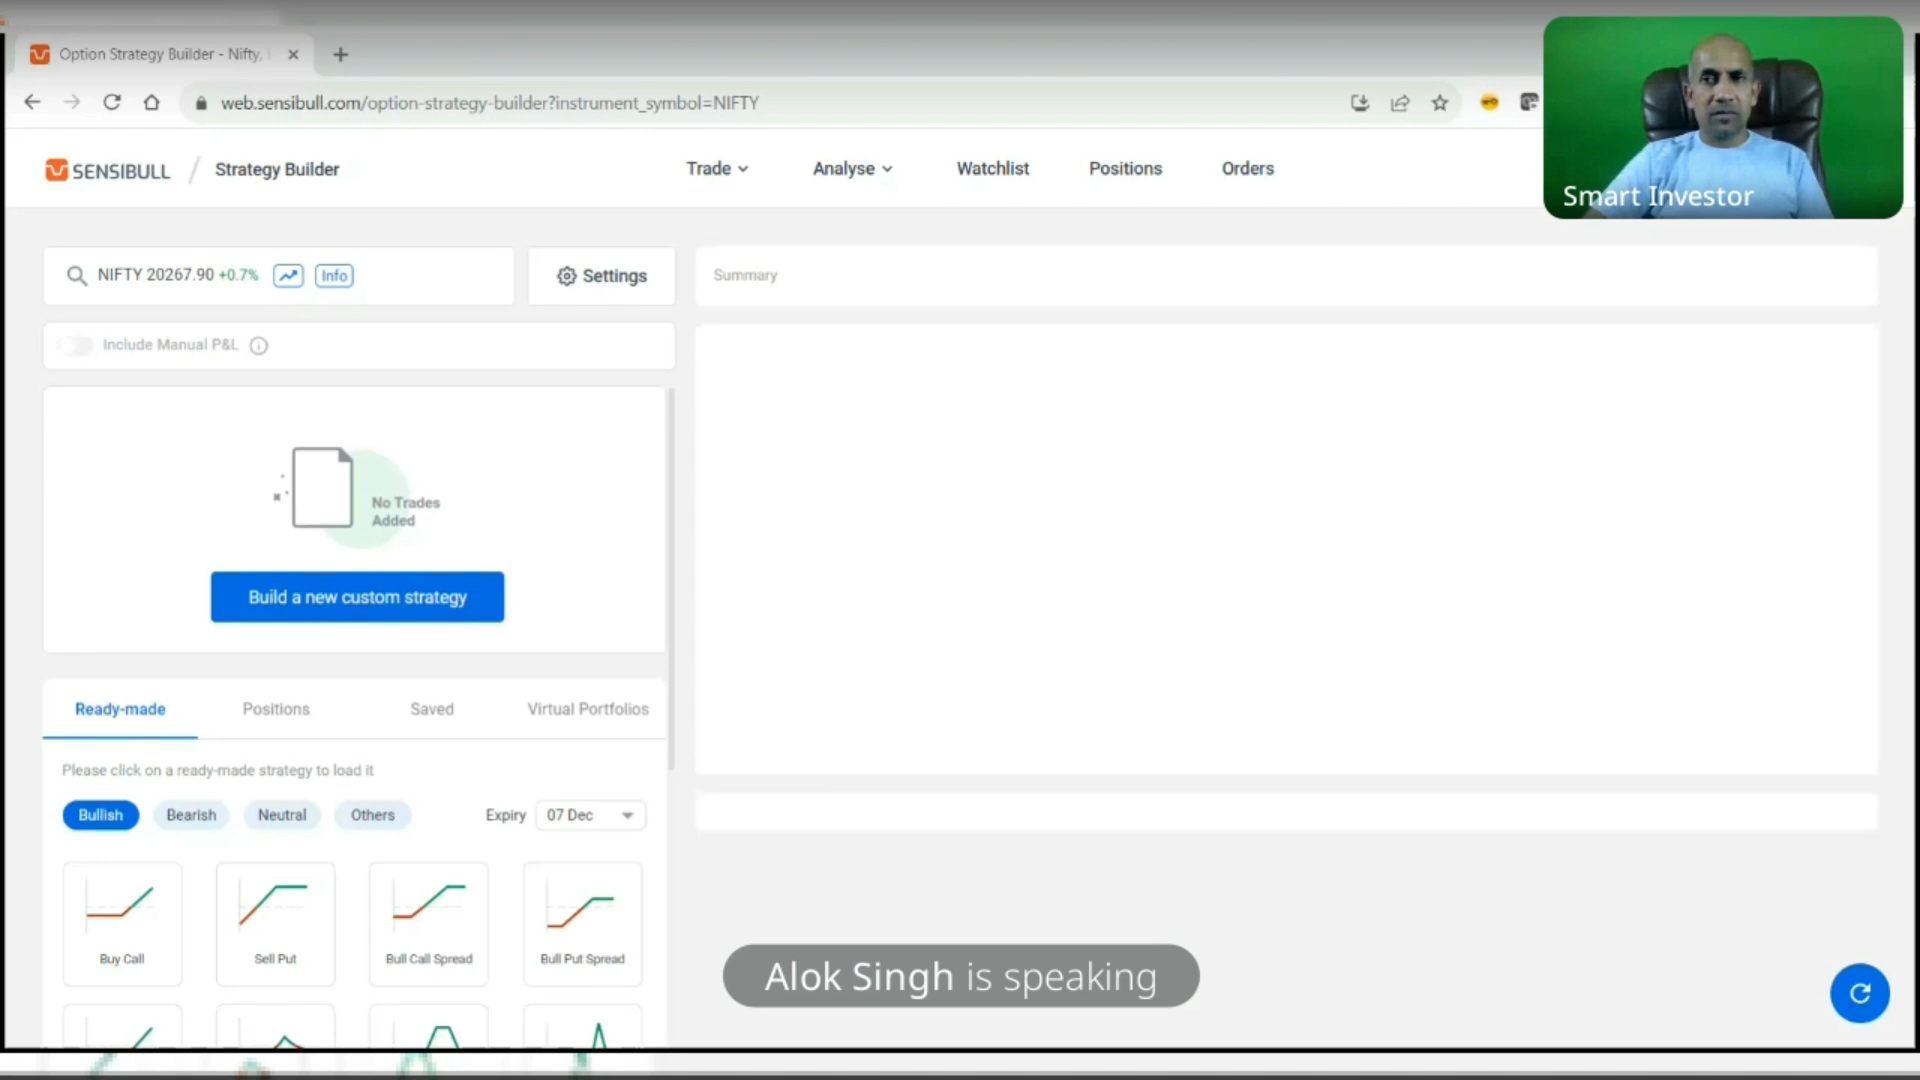 Option Strategy Builder - Nifty,
web.sensibull.com/option-strategy-builder?instrument_symbol=NIFTY
SENSIBULL / Strategy Builder
Trade
Analyse
Watchlist
Positions
Orders
Smart Investor
NIFTY 20267.90 +0.7%
Info
Settings
Summary
Include Manual P&L
No Trades
Added
Build a new custom strategy
Ready-made
Positions
Saved
Virtual Portfolios
Please click on a ready-made strategy to load it
Bullish
Bearish
Neutral
Others
Expiry
07 Dec
Buy Call
Sell Put
Bull Call Spread
Bull Put Spread
Alok Singh is speaking